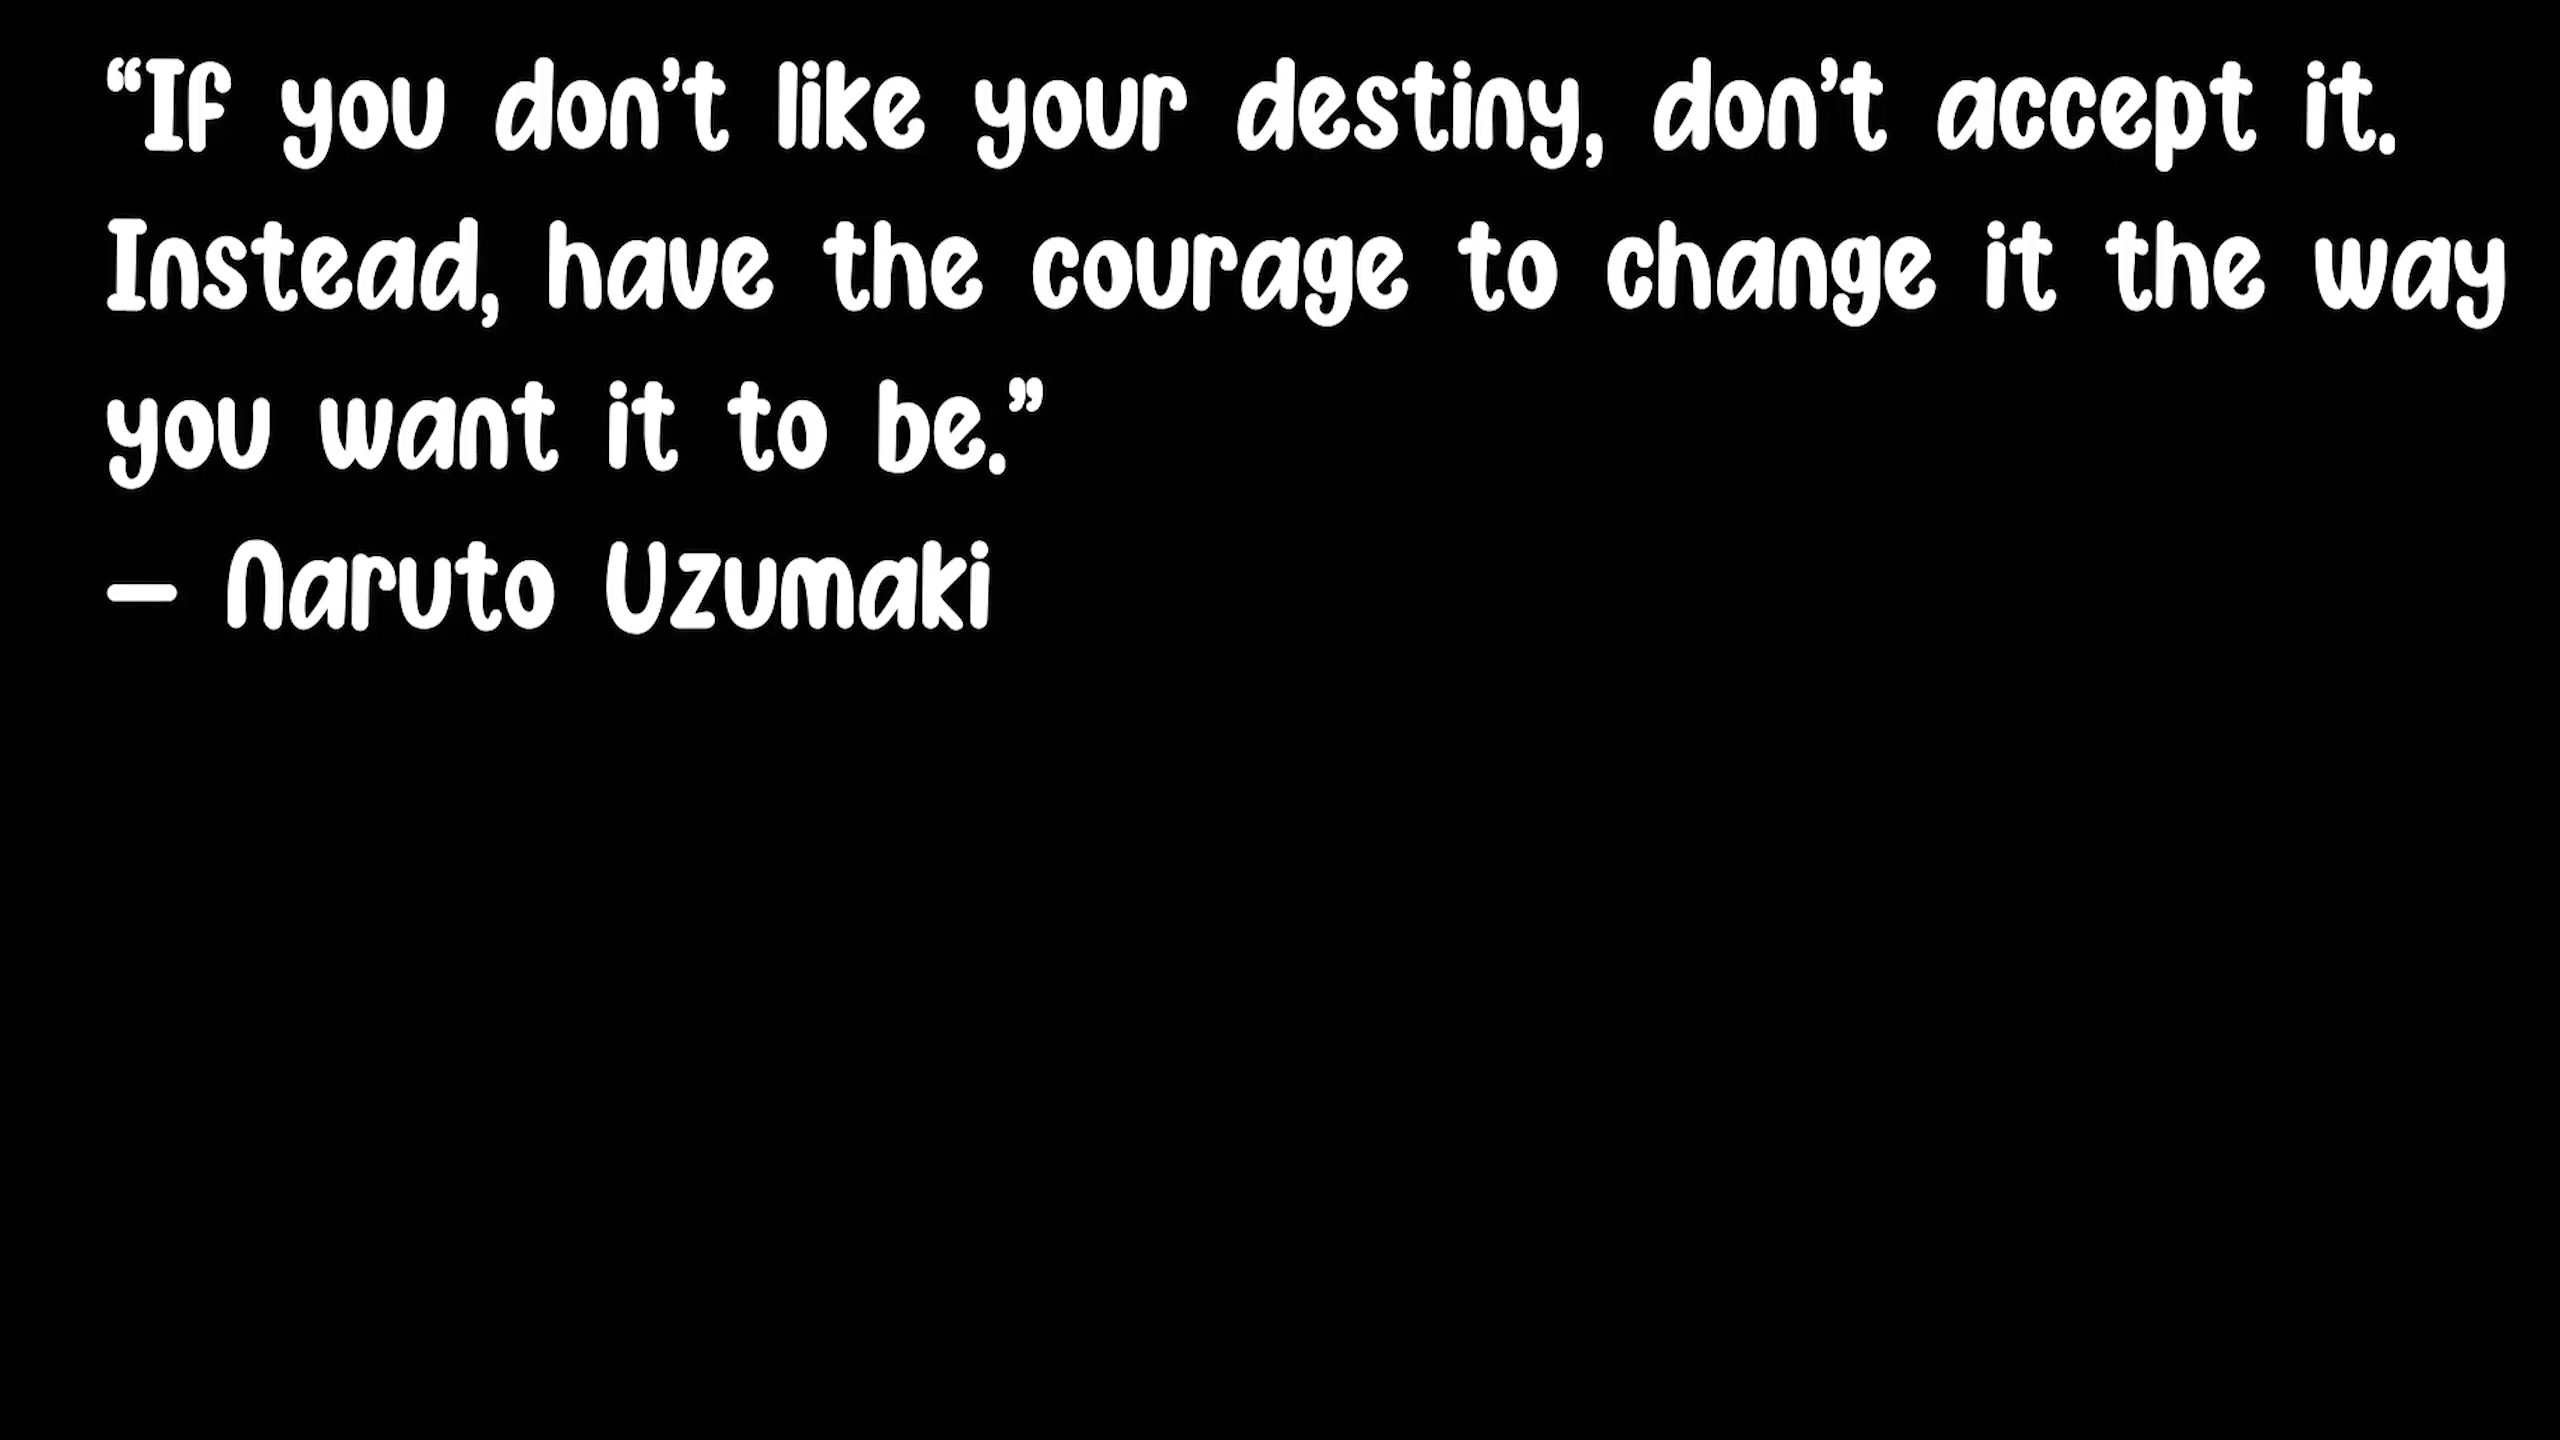 “If you don’t like your destiny, don’t accept it.
Instead, have the courage to change it the way
you want it to be.”
— Naruto Uzumaki